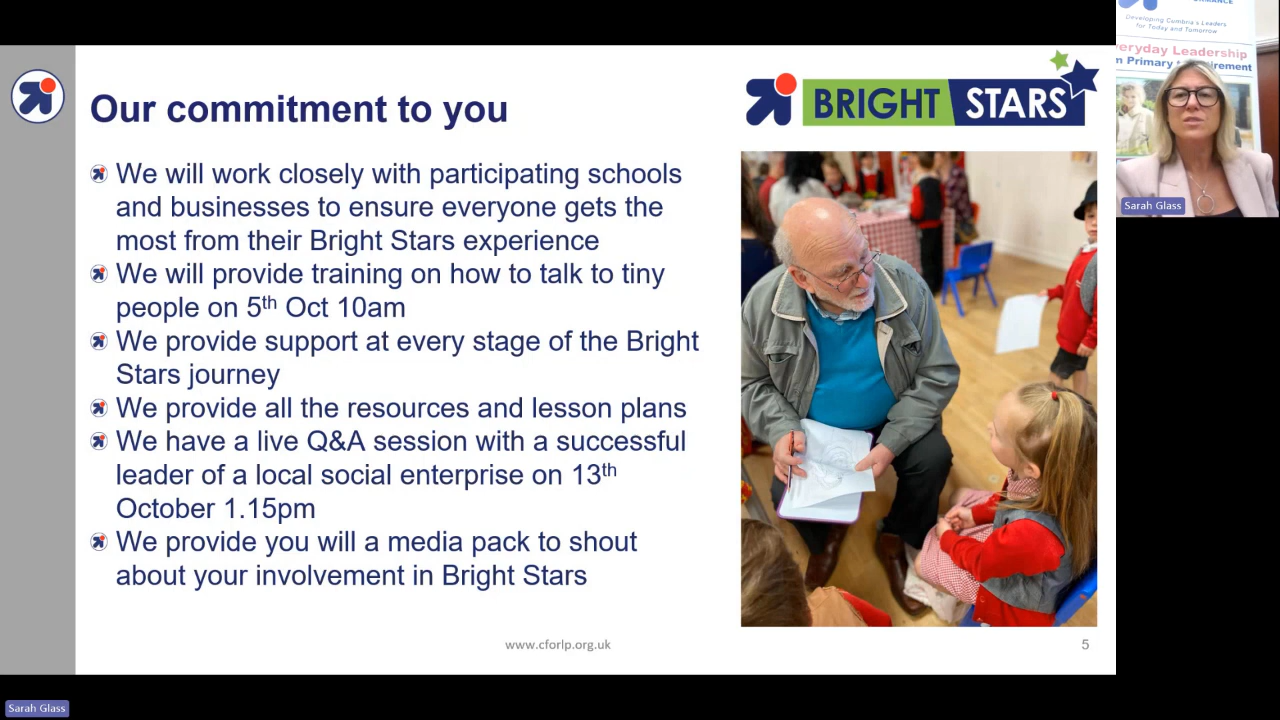 Our commitment to you
BRIGHT STARS
We will work closely with participating schools
and businesses to ensure everyone gets the
most from their Bright Stars experience
We will provide training on how to talk to tiny
people on 5th Oct 10am
We provide support at every stage of the Bright
Stars journey
We provide all the resources and lesson plans
We have a live Q&A session with a successful
leader of a local social enterprise on 13th
October 1.15pm
We provide you will a media pack to shout
about your involvement in Bright Stars
www.cforlp.org.uk
5
Developing Cumbria's Leaders
for Today and Tomorrow
Leadership
Primary
Sarah Glass
Sarah Glass